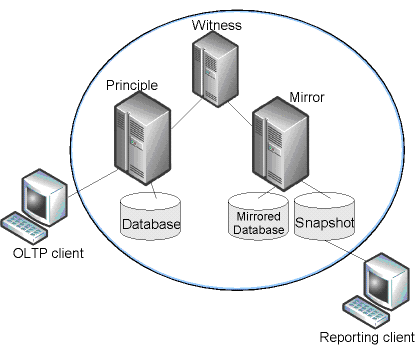 Witness
Principle
Mirror
Database
Mirrored
Database
Snapshot
OLTP client
Reporting client